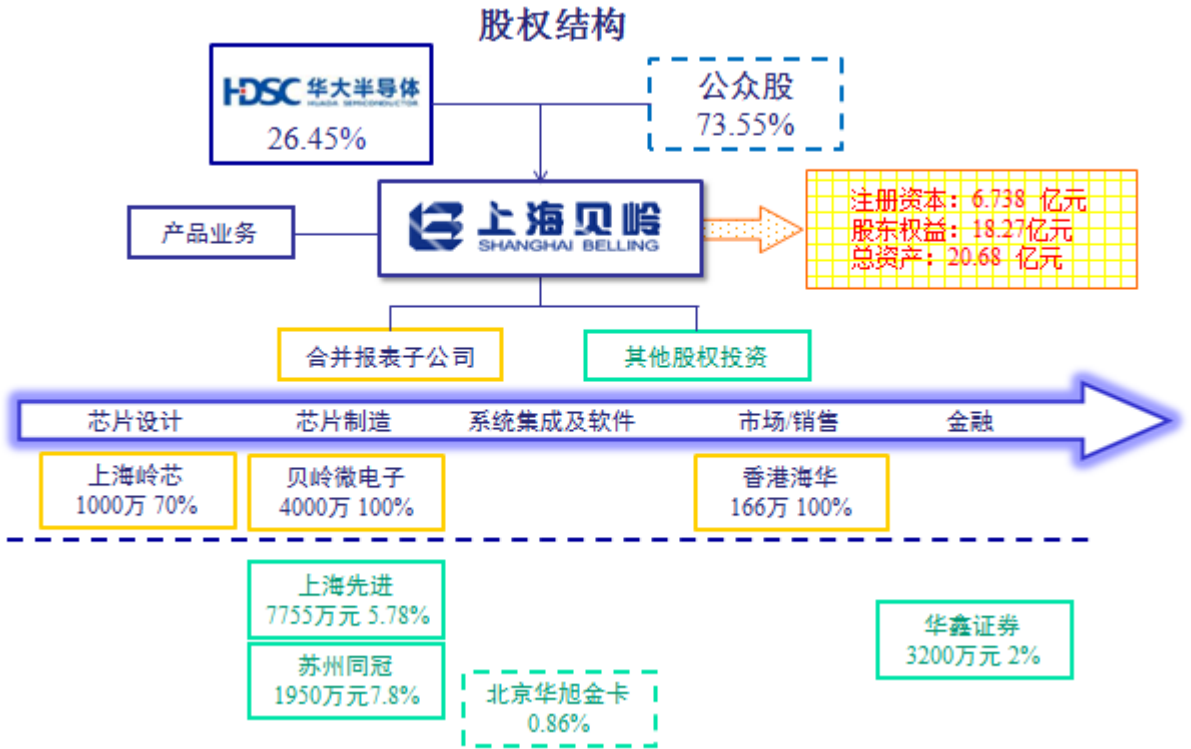 股权结构
HDSC 华大半导体
HUADA SEMICONDUCTOR
26.45%
公众股
73.55%
产品业务
上海贝岭
SHANGHAI BELLING
注册资本：6.738 亿元
股东权益：18.27亿元
总资产：20.68 亿元
合并报表子公司
其他股权投资
芯片设计 芯片制造 系统集成及软件 市场/销售 金融
上海岭芯
1000万 70%
贝岭微电子
4000万 100%
香港海华
166万 100%
上海先进
7755万元 5.78%
苏州同冠
1950万元7.8%
北京华旭金卡
0.86%
华鑫证券
3200万元 2%